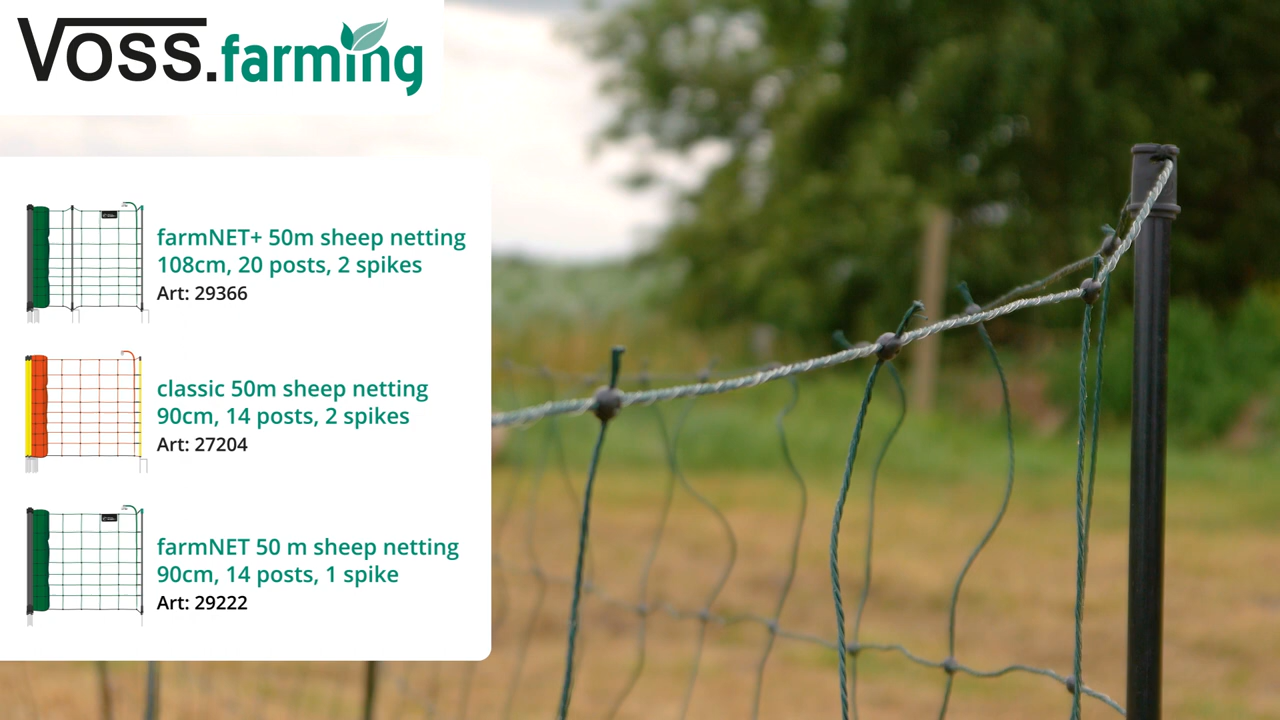 VOSS.farming
farmNET+ 50m sheep netting
108cm, 20 posts, 2 spikes
Art: 29366
classic 50m sheep netting
90cm, 14 posts, 2 spikes
Art: 27204
farmNET 50 m sheep netting
90cm, 14 posts, 1 spike
Art: 29222